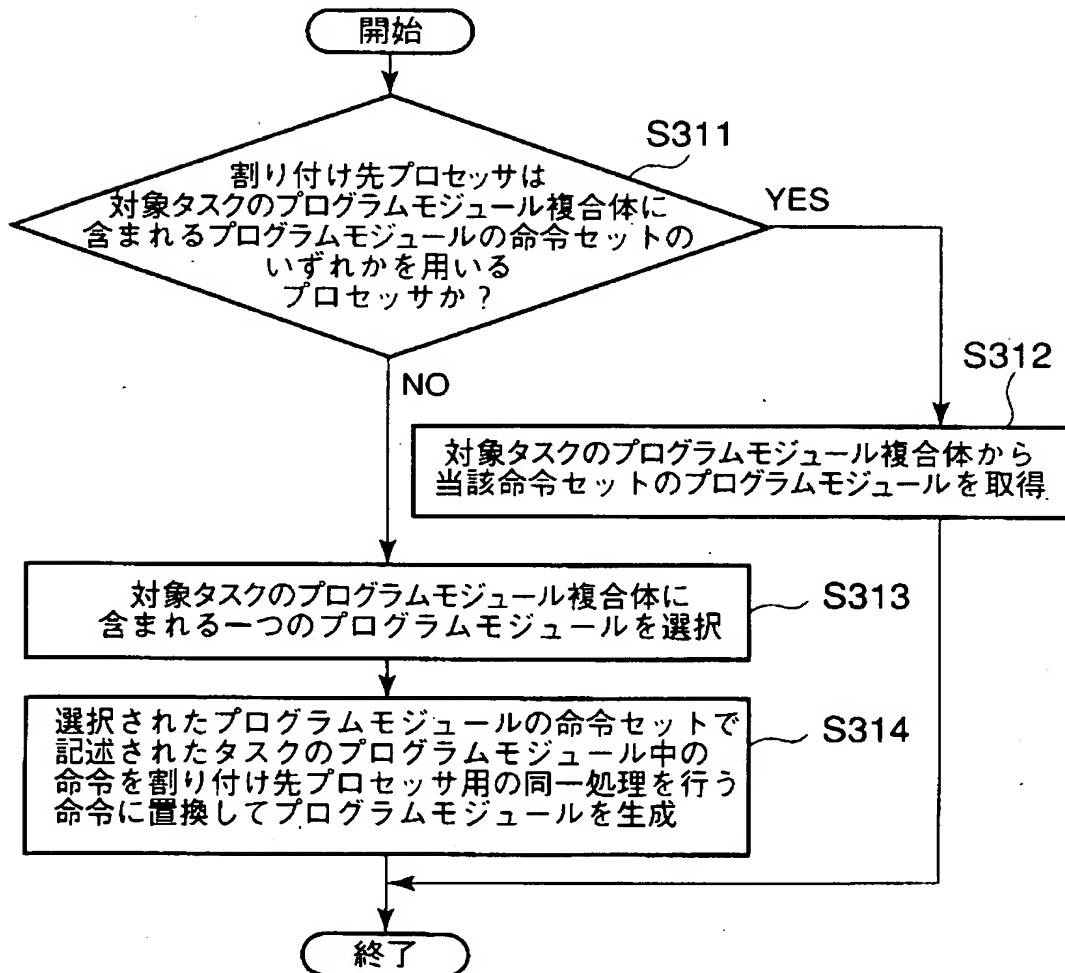 開始
S311
割り付け先プロセッサは
対象タスクのプログラムモジュール複合体に
含まれるプログラムモジュールの命令セットの
いずれかを用いる
プロセッサか？
YES
NO
S312
対象タスクのプログラムモジュール複合体から
当該命令セットのプログラムモジュールを取得
対象タスクのプログラムモジュール複合体に
含まれる一つのプログラムモジュールを選択
S313
選択されたプログラムモジュールの命令セットで
記述されたタスクのプログラムモジュール中の
命令を割り付け先プロセッサ用の同一処理を行う
命令に置換してプログラムモジュールを生成
S314
終了